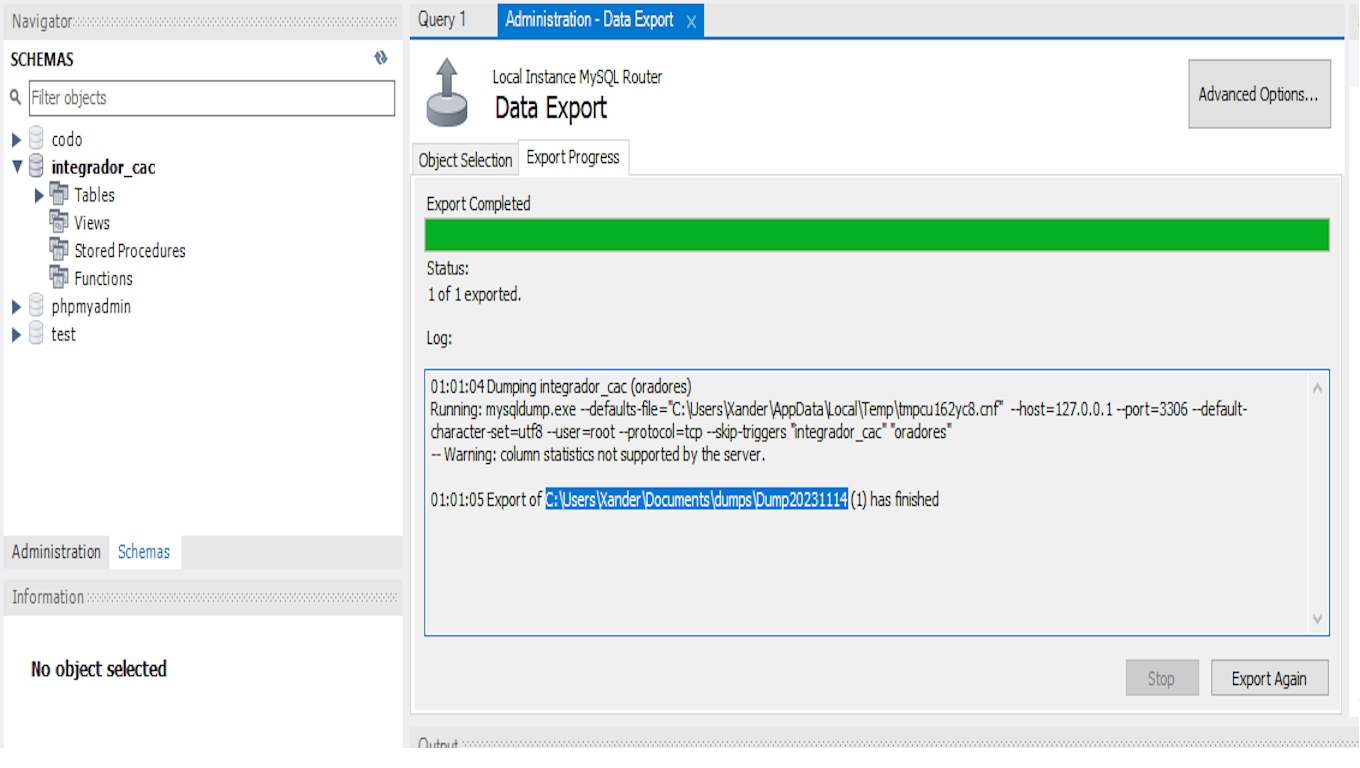 Navigator
SCHEMAS
Filter objects
codo
integrador_cac
Tables
Views
Stored Procedures
Functions
phpmyadmin
test
Administration Schemas
Information
No object selected
Query 1 Administration - Data Export
Local Instance MySQL Router
Data Export
Advanced Options...
Object Selection Export Progress
Export Completed
Status:
1 of 1 exported.
Log:
01:01:04 Dumping integrador_cac (oradores)
Running: mysqldump.exe --defaults-file="C:\Users\Xander\AppData\Local\Temp\tmpcu162yc8.cnf" --host=127.0.0.1 --port=3306 --default-
character-set=utf8 --user=root --protocol=tcp --skip-triggers "integrador_cac" "oradores"
-- Warning: column statistics not supported by the server.
01:01:05 Export of C:\Users\Xander\Documents\dumps\Dump20231114 (1) has finished
Stop Export Again
Output